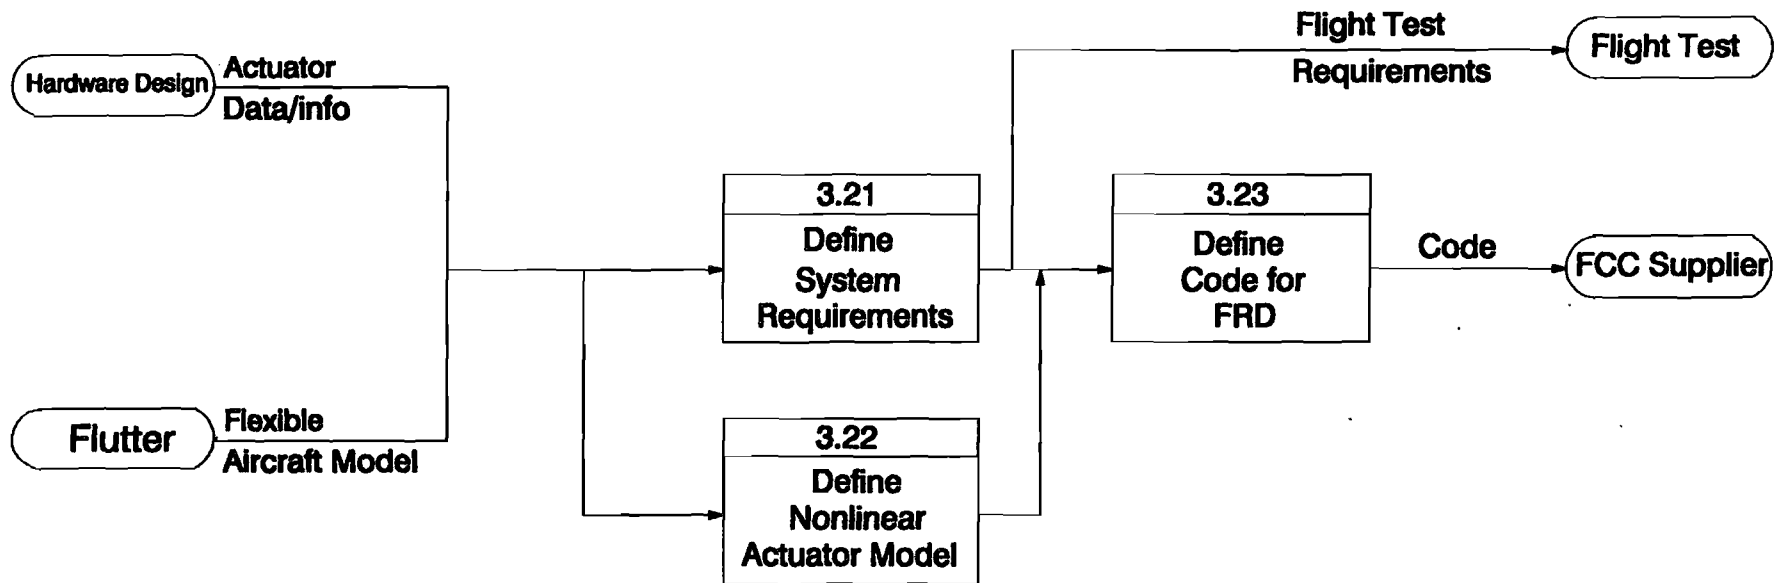 Hardware Design
Actuator
Data/info
Flutter
Flexible
Aircraft Model
3.21
Define
System
Requirements
3.22
Define
Nonlinear
Actuator Model
Flight Test
Requirements
Flight Test
3.23
Define
Code for
FRD
Code
FCC Supplier